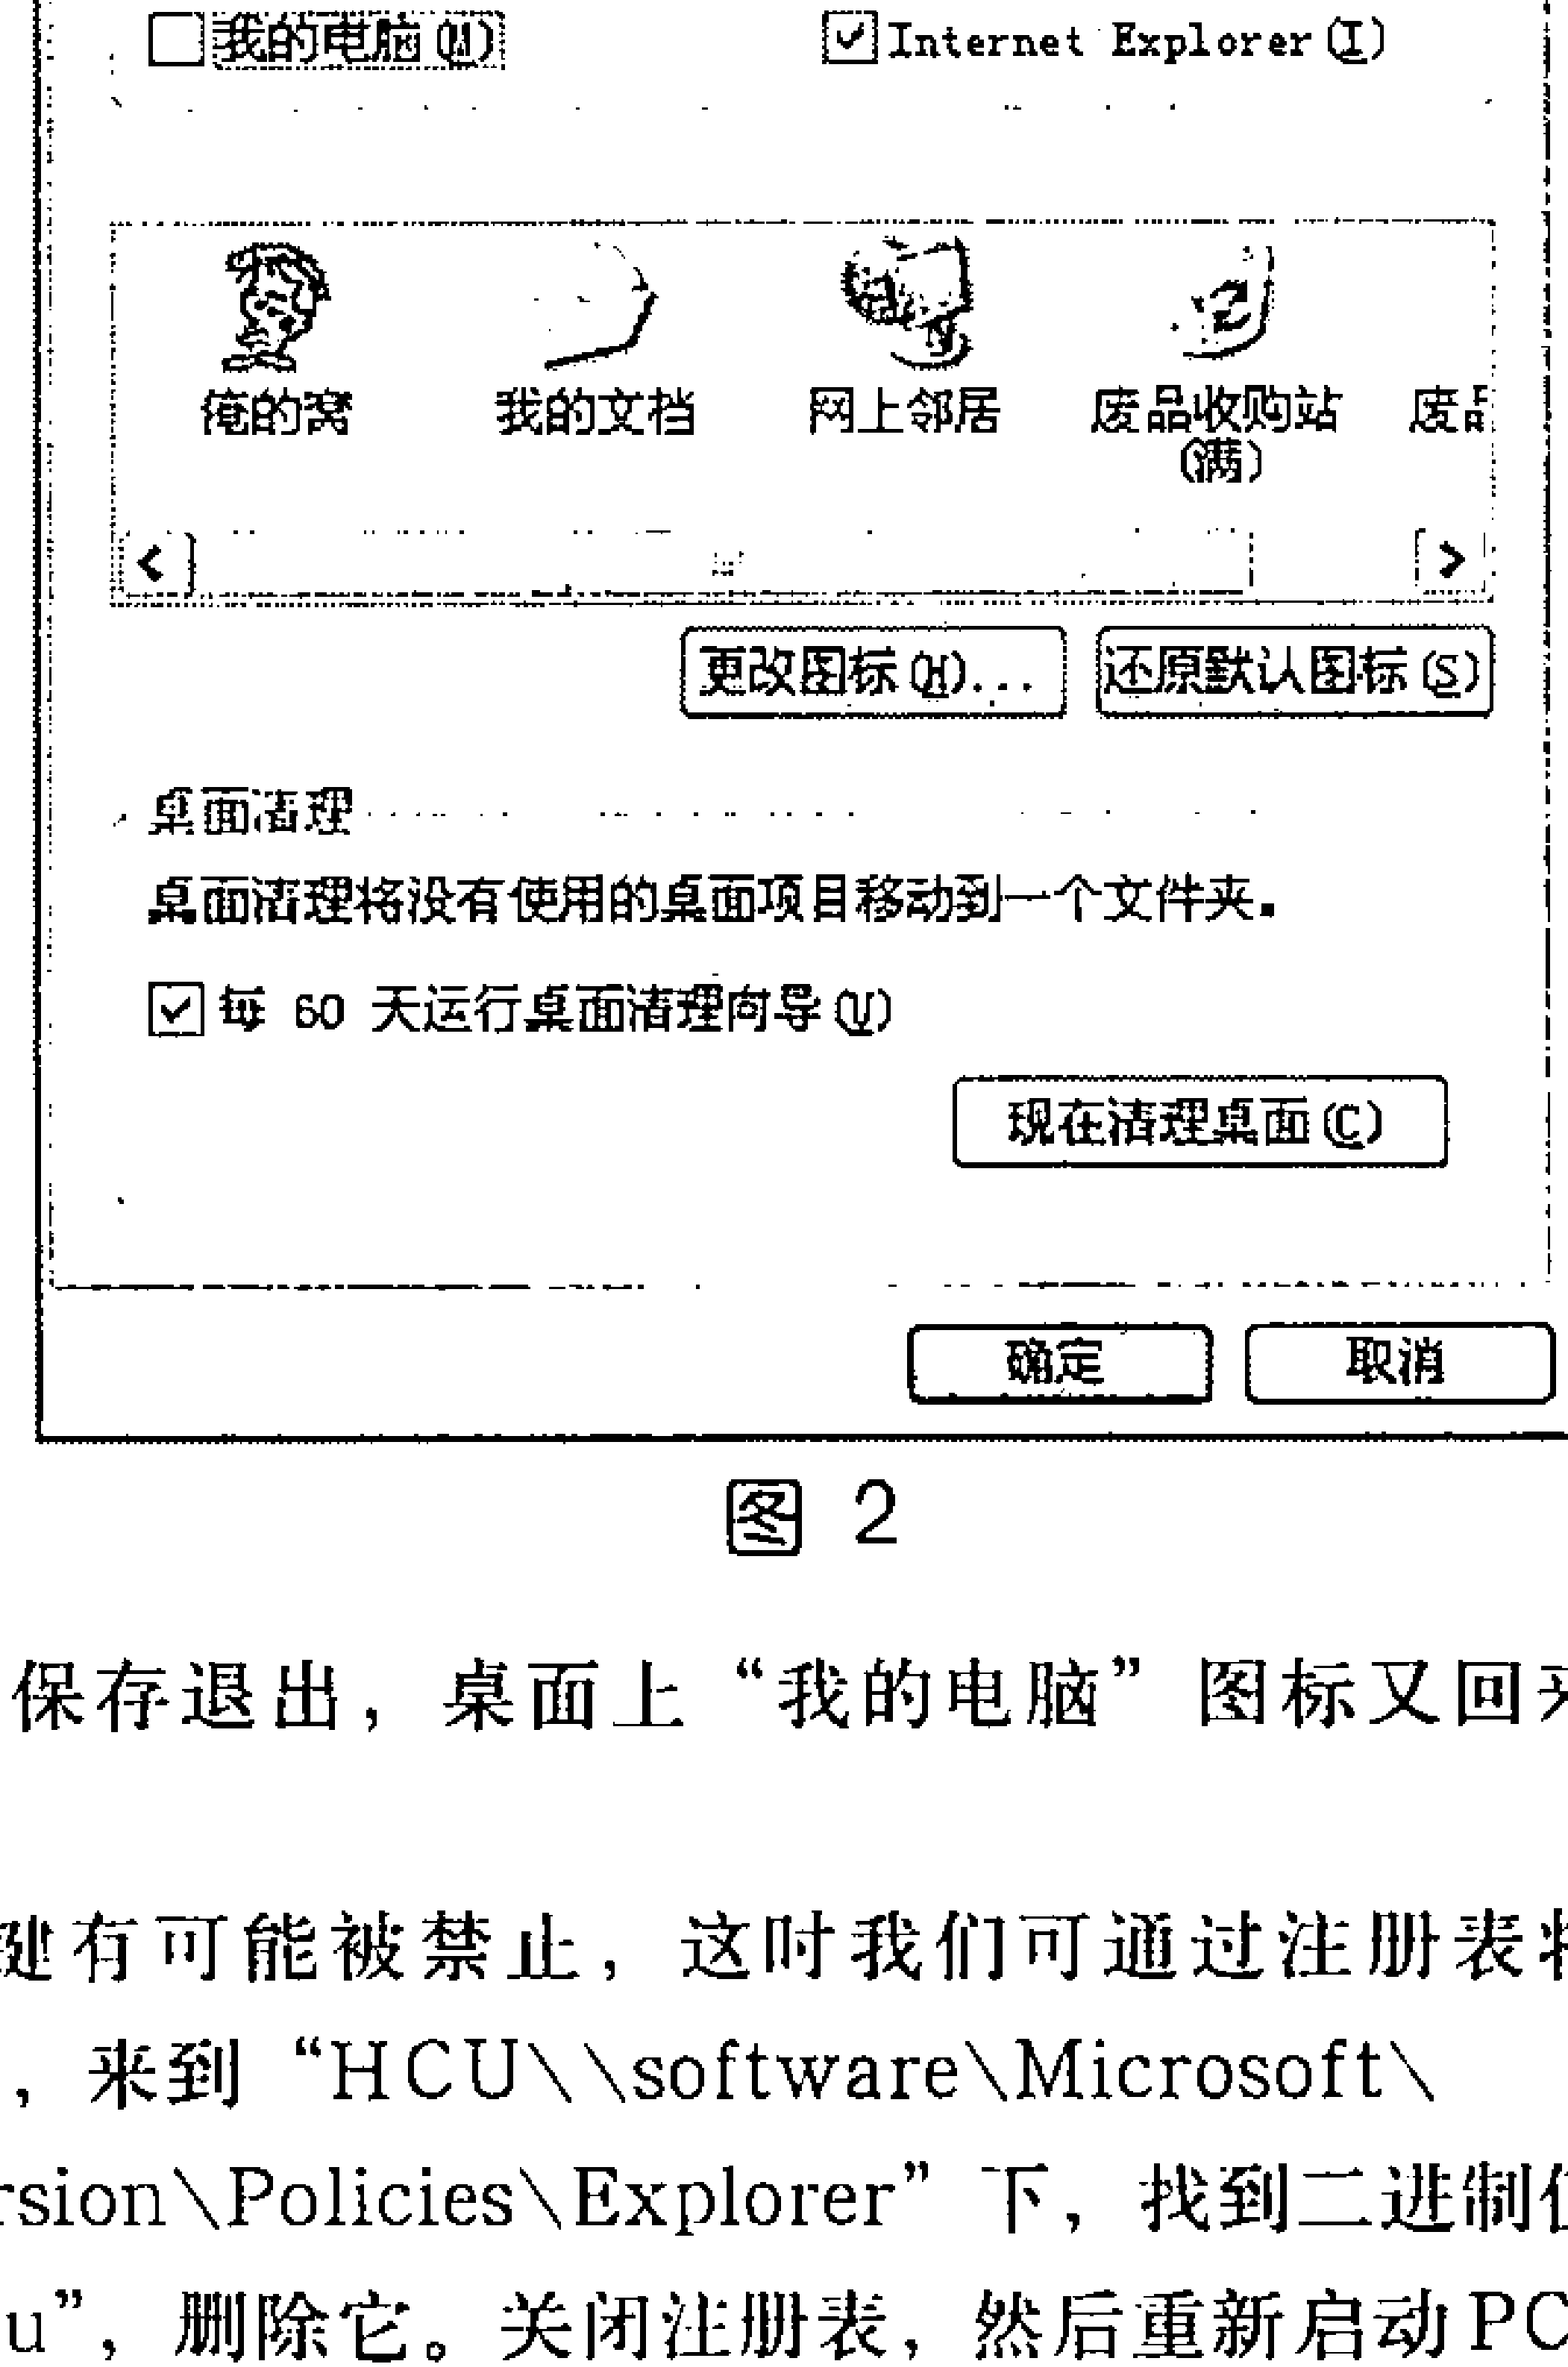 我的电脑(M) Internet Explorer(I)
俺的窝 我的文档 网上邻居 废品收购站(满) 废品
更改图标(H)... 还原默认图标(S)
桌面清理
桌面清理将没有使用的桌面项目移动到一个文件夹.
每 60 天运行桌面清理向导(U)
现在清理桌面(C)
确定 取消
图 2
保存退出，桌面上“我的电脑”图标又回来
键有可能被禁止，这时我们可通过注册表将
，来到“HCU\\software\Microsoft\
rsion\Policies\Explorer”下，找到二进制值
u”，删除它。关闭注册表，然后重新启动PC